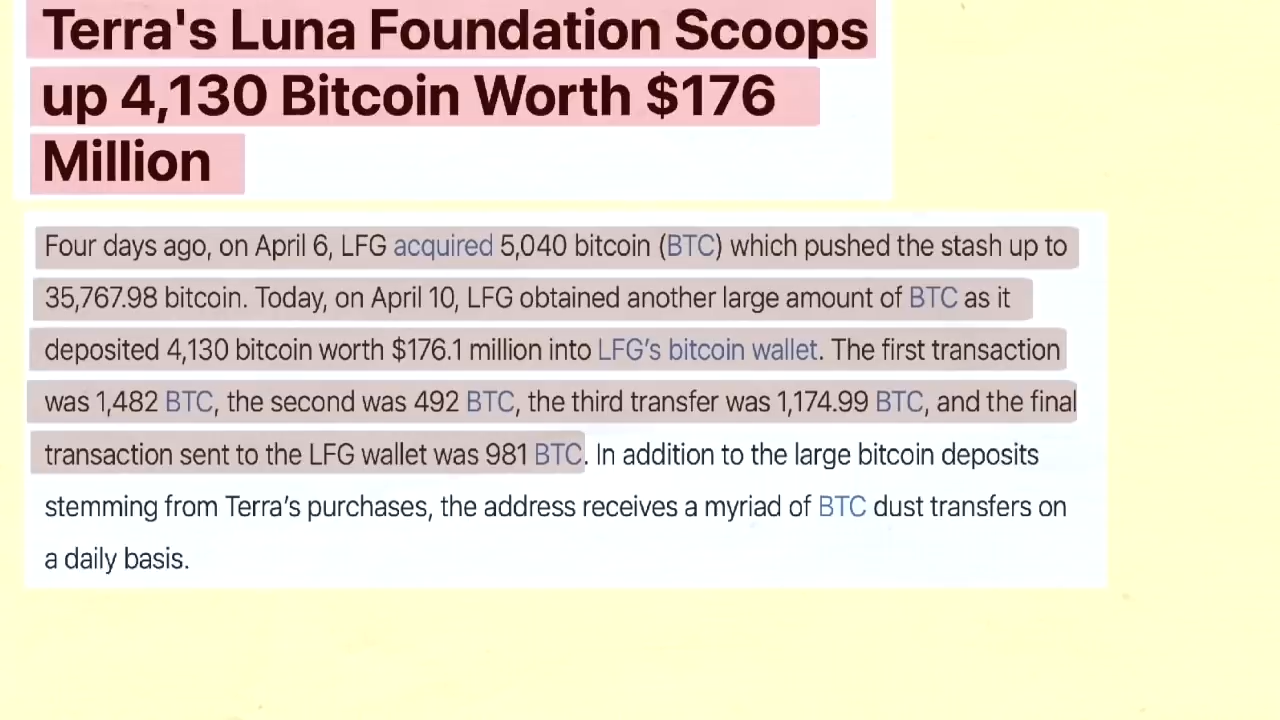 Terra's Luna Foundation Scoops
up 4,130 Bitcoin Worth $176
Million
Four days ago, on April 6, LFG acquired 5,040 bitcoin (BTC) which pushed the stash up to
35,767.98 bitcoin. Today, on April 10, LFG obtained another large amount of BTC as it
deposited 4,130 bitcoin worth $176.1 million into LFG’s bitcoin wallet. The first transaction
was 1,482 BTC, the second was 492 BTC, the third transfer was 1,174.99 BTC, and the final
transaction sent to the LFG wallet was 981 BTC. In addition to the large bitcoin deposits
stemming from Terra’s purchases, the address receives a myriad of BTC dust transfers on
a daily basis.